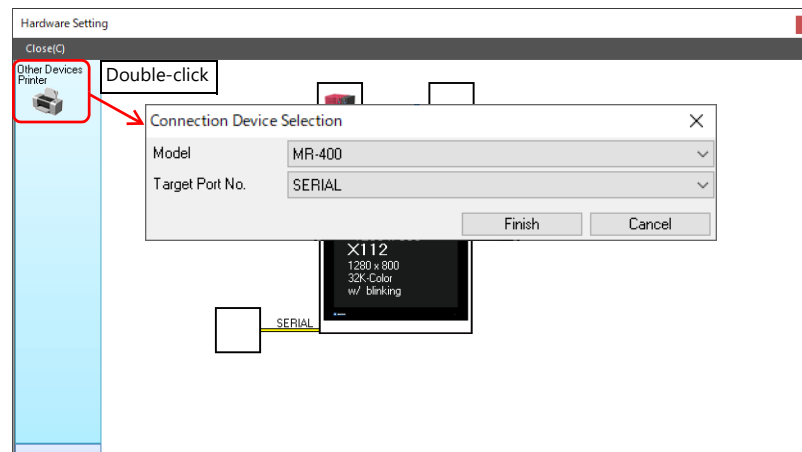 Hardware Setting
Close(C)
Other Devices
Printer
Double-click
Connection Device Selection
Model
MR-400
Target Port No.
SERIAL
Finish
Cancel
X112
1280 x 800
32K-Color
w/ blinking
SERIAL